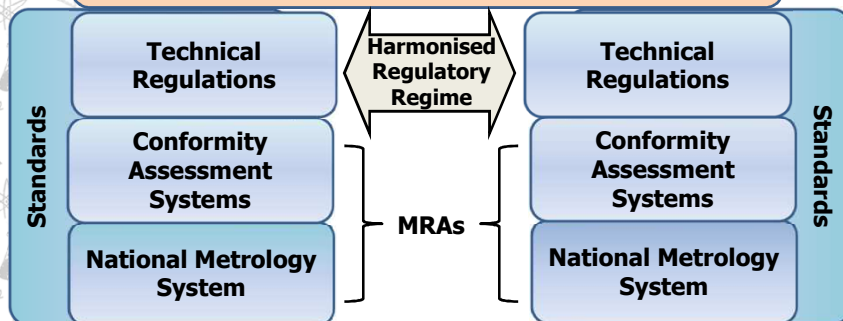 Standards
Technical
Regulations
Conformity
Assessment
Systems
National Metrology
System
Harmonised
Regulatory
Regime
MRAs
Technical
Regulations
Conformity
Assessment
Systems
National Metrology
System
Standards